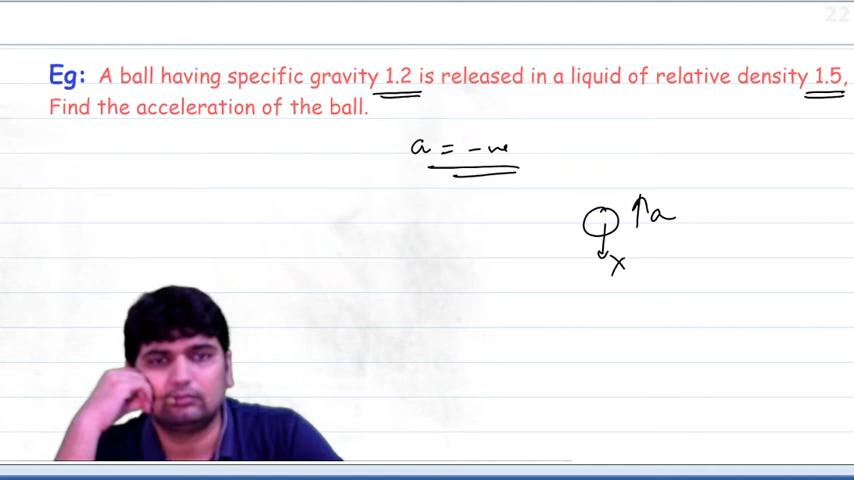 22
Eg: A ball having specific gravity 1.2 is released in a liquid of relative density 1.5,
Find the acceleration of the ball.
a = -ve
a
x